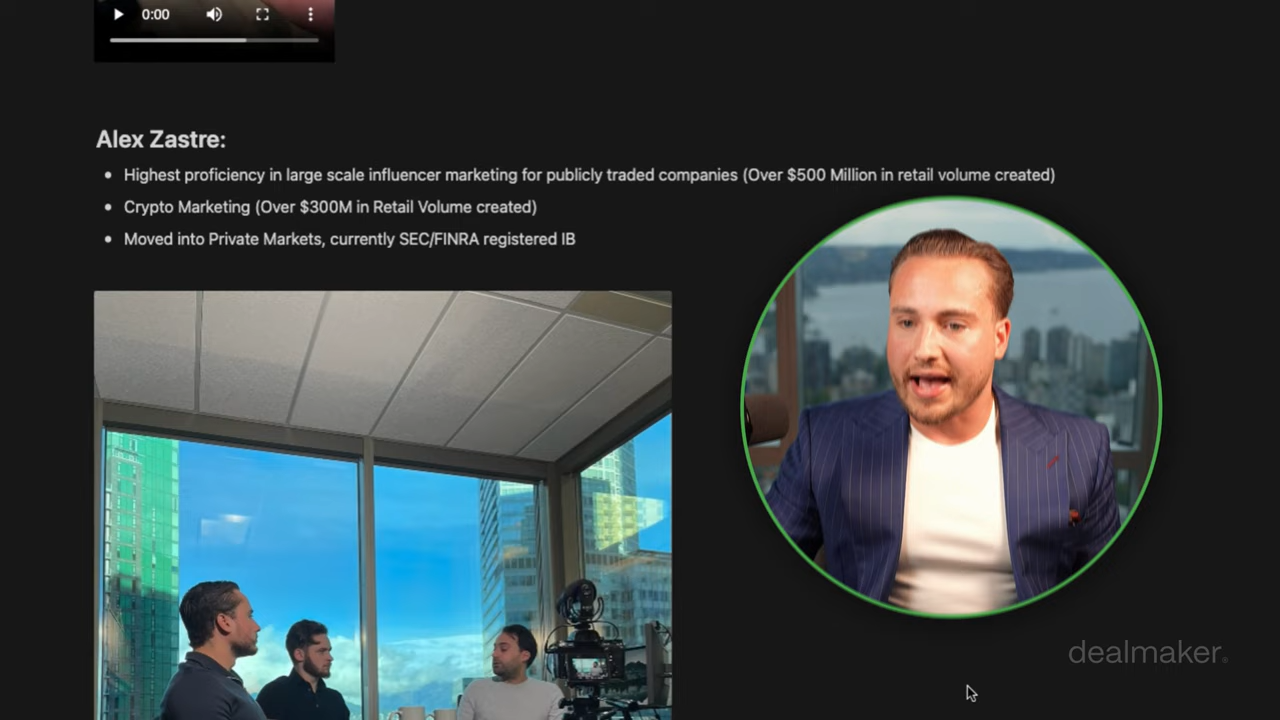 0:00
Alex Zastre:
Highest proficiency in large scale influencer marketing for publicly traded companies (Over $500 Million in retail volume created)
Crypto Marketing (Over $300M in Retail Volume created)
Moved into Private Markets, currently SEC/FINRA registered IB
dealmaker.